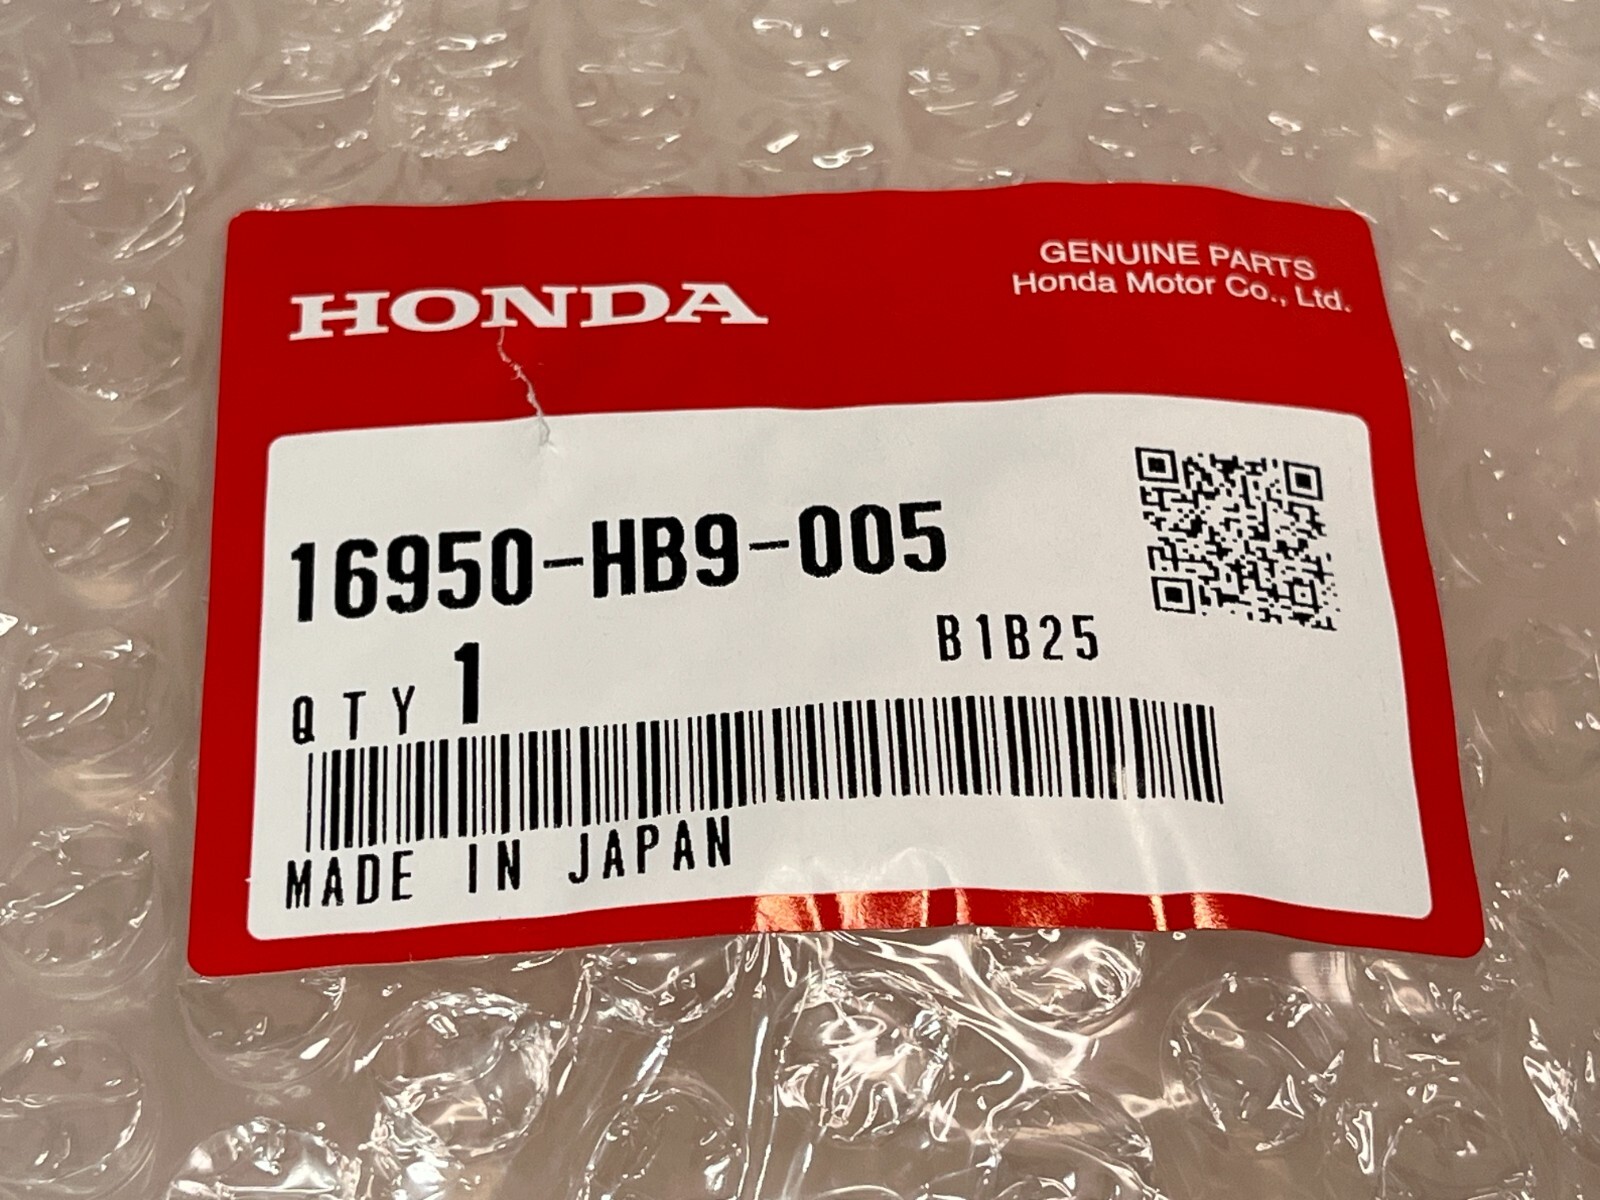 HONDA
GENUINE PARTS
Honda Motor Co., Ltd.
16950-HB9-005
B1B25
QTY 1
MADE IN JAPAN